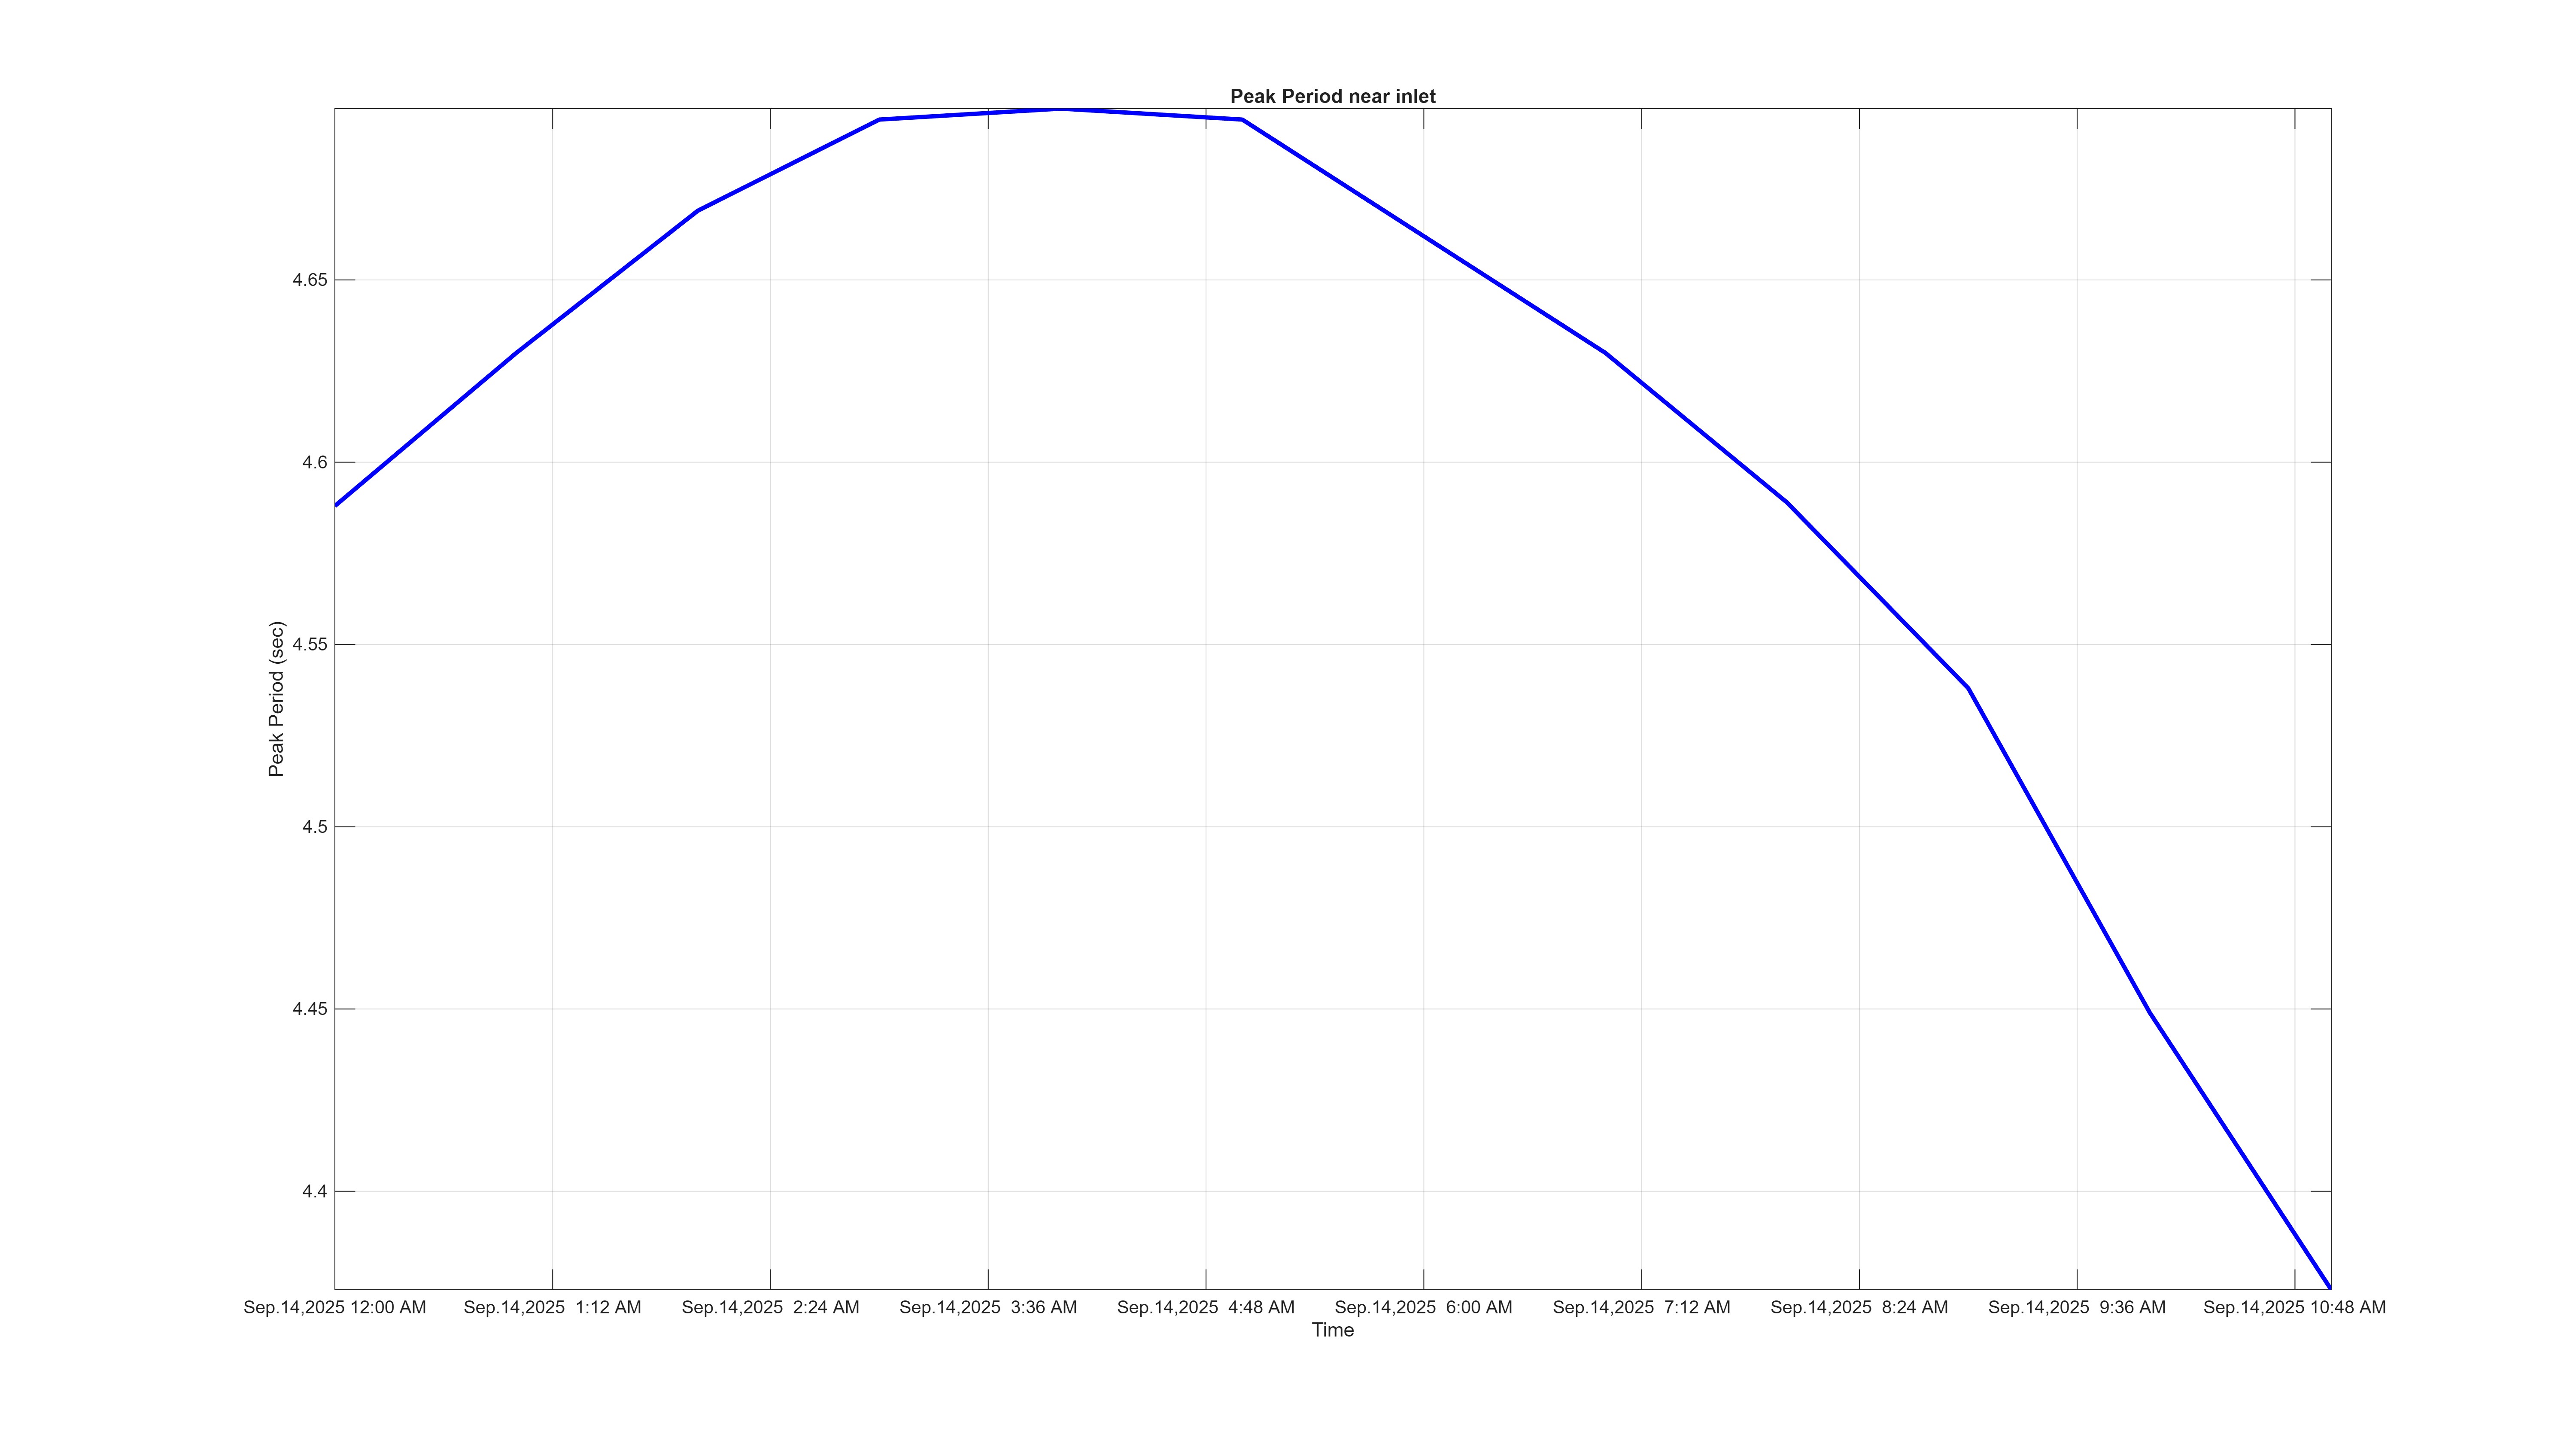 Peak Period near inlet
Peak Period (sec)
4.65
4.6
4.55
4.5
4.45
4.4
Sep.14,2025 12:00 AM
Sep.14,2025  1:12 AM
Sep.14,2025  2:24 AM
Sep.14,2025  3:36 AM
Sep.14,2025  4:48 AM
Sep.14,2025  6:00 AM
Sep.14,2025  7:12 AM
Sep.14,2025  8:24 AM
Sep.14,2025  9:36 AM
Sep.14,2025 10:48 AM
Time